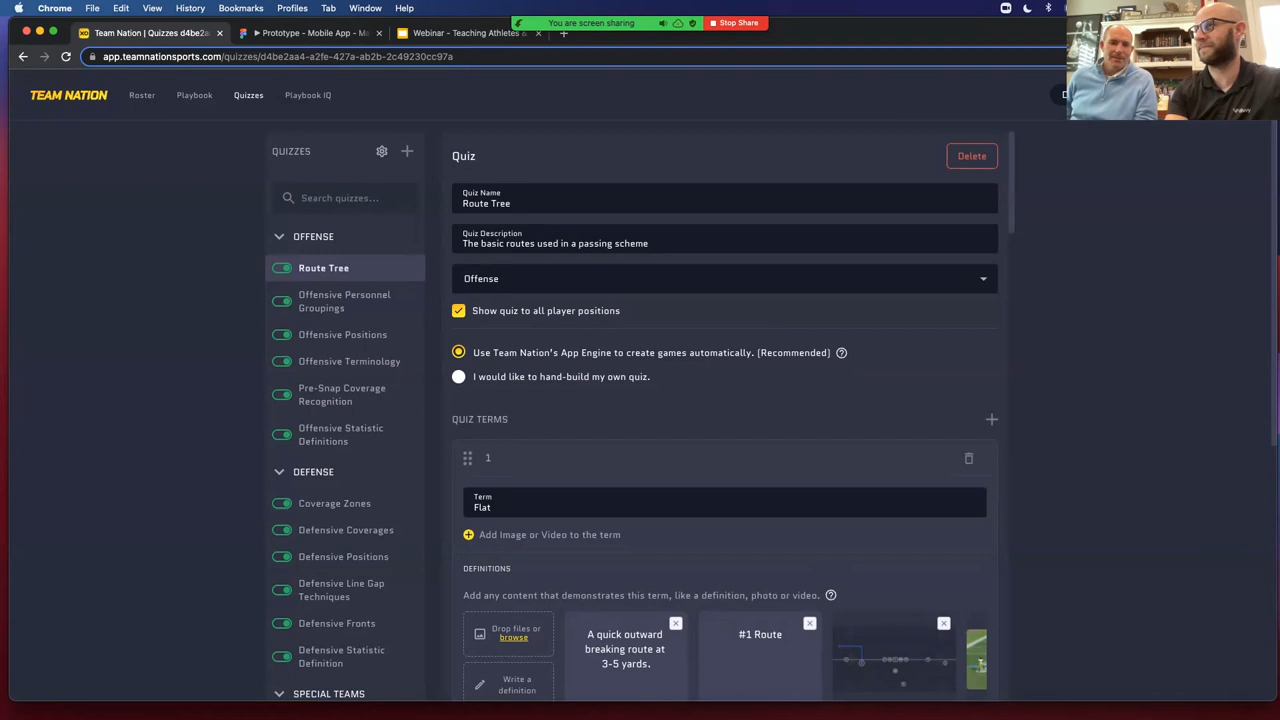 Chrome File Edit View History Bookmarks Profiles Tab Window Help
You are screen sharing Stop Share
Team Nation | Quizzes d4be2a
Prototype - Mobile App - M
Webinar - Teaching Athletes &
app.teamnationsports.com/quizzes/d4be2aa4-a2fe-427a-ab2b-2c49230cc97a
TEAM NATION Roster Playbook Quizzes Playbook IQ
QUIZZES
Search quizzes...
OFFENSE
Route Tree
Offensive Personnel
Groupings
Offensive Positions
Offensive Terminology
Pre-Snap Coverage
Recognition
Offensive Statistic
Definitions
DEFENSE
Coverage Zones
Defensive Coverages
Defensive Positions
Defensive Line Gap
Techniques
Defensive Fronts
Defensive Statistic
Definition
SPECIAL TEAMS
Quiz
Delete
Quiz Name
Route Tree
Quiz Description
The basic routes used in a passing scheme
Offense
Show quiz to all player positions
Use Team Nation's App Engine to create games automatically. (Recommended)
I would like to hand-build my own quiz.
QUIZ TERMS
1
Term
Flat
Add Image or Video to the term
DEFINITIONS
Add any content that demonstrates this term, like a definition, photo or video.
Drop files or
browse
Write a
definition
A quick outward
breaking route at
3-5 yards.
#1 Route